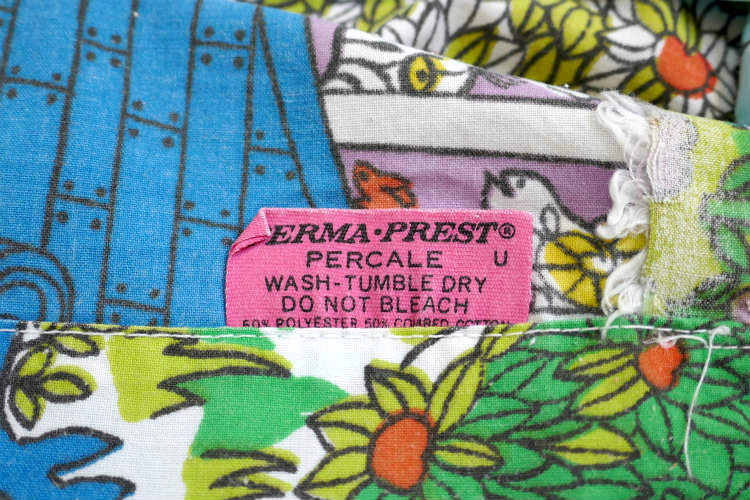 ERMA·PREST®
PERCALE U
WASH-TUMBLE DRY
DO NOT BLEACH
50% POLYESTER 50% COMBED COTTON